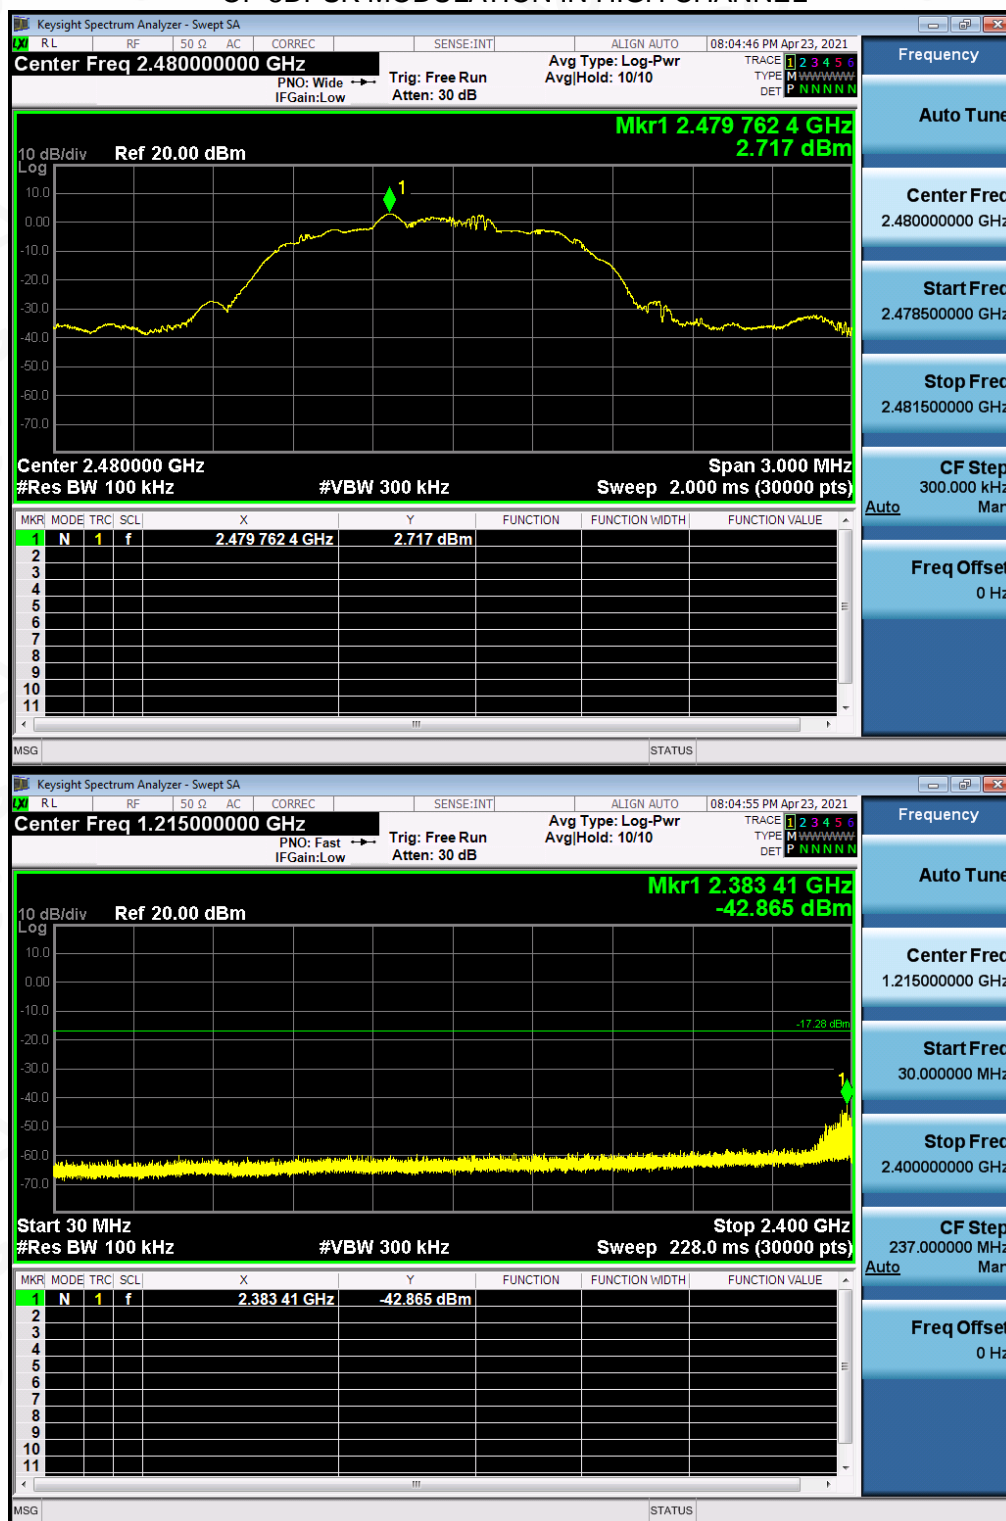 OF 8DPSK MODULATION IN HIGH CHANNEL
Keysight Spectrum Analyzer - Swept SA
LXI RL RF 50 Ω AC CORREC SENSE:INT ALIGN AUTO 08:04:46 PM Apr 23, 2021
Center Freq 2.480000000 GHz
PNO: Wide
IFGain:Low
Trig: Free Run
Atten: 30 dB
Avg Type: Log-Pwr
Avg|Hold: 10/10
TRACE 1 2 3 4 5 6
TYPE M WWWWW
DET P N N N N N
Mkr1 2.479 762 4 GHz
2.717 dBm
10 dB/div Ref 20.00 dBm
Log
10.0
0.00
-10.0
-20.0
-30.0
-40.0
-50.0
-60.0
-70.0
1
Center 2.480000 GHz Span 3.000 MHz
#Res BW 100 kHz #VBW 300 kHz Sweep 2.000 ms (30000 pts)
MKR MODE TRC SCL X Y FUNCTION FUNCTION WIDTH FUNCTION VALUE
1 N 1 f 2.479 762 4 GHz 2.717 dBm
2
3
4
5
6
7
8
9
10
11
MSG STATUS
Frequency
Auto Tune
Center Freq
2.480000000 GHz
Start Freq
2.478500000 GHz
Stop Freq
2.481500000 GHz
CF Step
300.000 kHz
Auto Man
Freq Offset
0 Hz
Keysight Spectrum Analyzer - Swept SA
LXI RL RF 50 Ω AC CORREC SENSE:INT ALIGN AUTO 08:04:55 PM Apr 23, 2021
Center Freq 1.215000000 GHz
PNO: Fast
IFGain:Low
Trig: Free Run
Atten: 30 dB
Avg Type: Log-Pwr
Avg|Hold: 10/10
TRACE 1 2 3 4 5 6
TYPE M WWWWW
DET P N N N N N
Mkr1 2.383 41 GHz
-42.865 dBm
10 dB/div Ref 20.00 dBm
Log
10.0
0.00
-10.0
-20.0
-30.0
-40.0
-50.0
-60.0
-70.0
-17.28 dBm
1
Start 30 MHz Stop 2.400 GHz
#Res BW 100 kHz #VBW 300 kHz Sweep 228.0 ms (30000 pts)
MKR MODE TRC SCL X Y FUNCTION FUNCTION WIDTH FUNCTION VALUE
1 N 1 f 2.383 41 GHz -42.865 dBm
2
3
4
5
6
7
8
9
10
11
MSG STATUS
Frequency
Auto Tune
Center Freq
1.215000000 GHz
Start Freq
30.000000 MHz
Stop Freq
2.400000000 GHz
CF Step
237.000000 MHz
Auto Man
Freq Offset
0 Hz